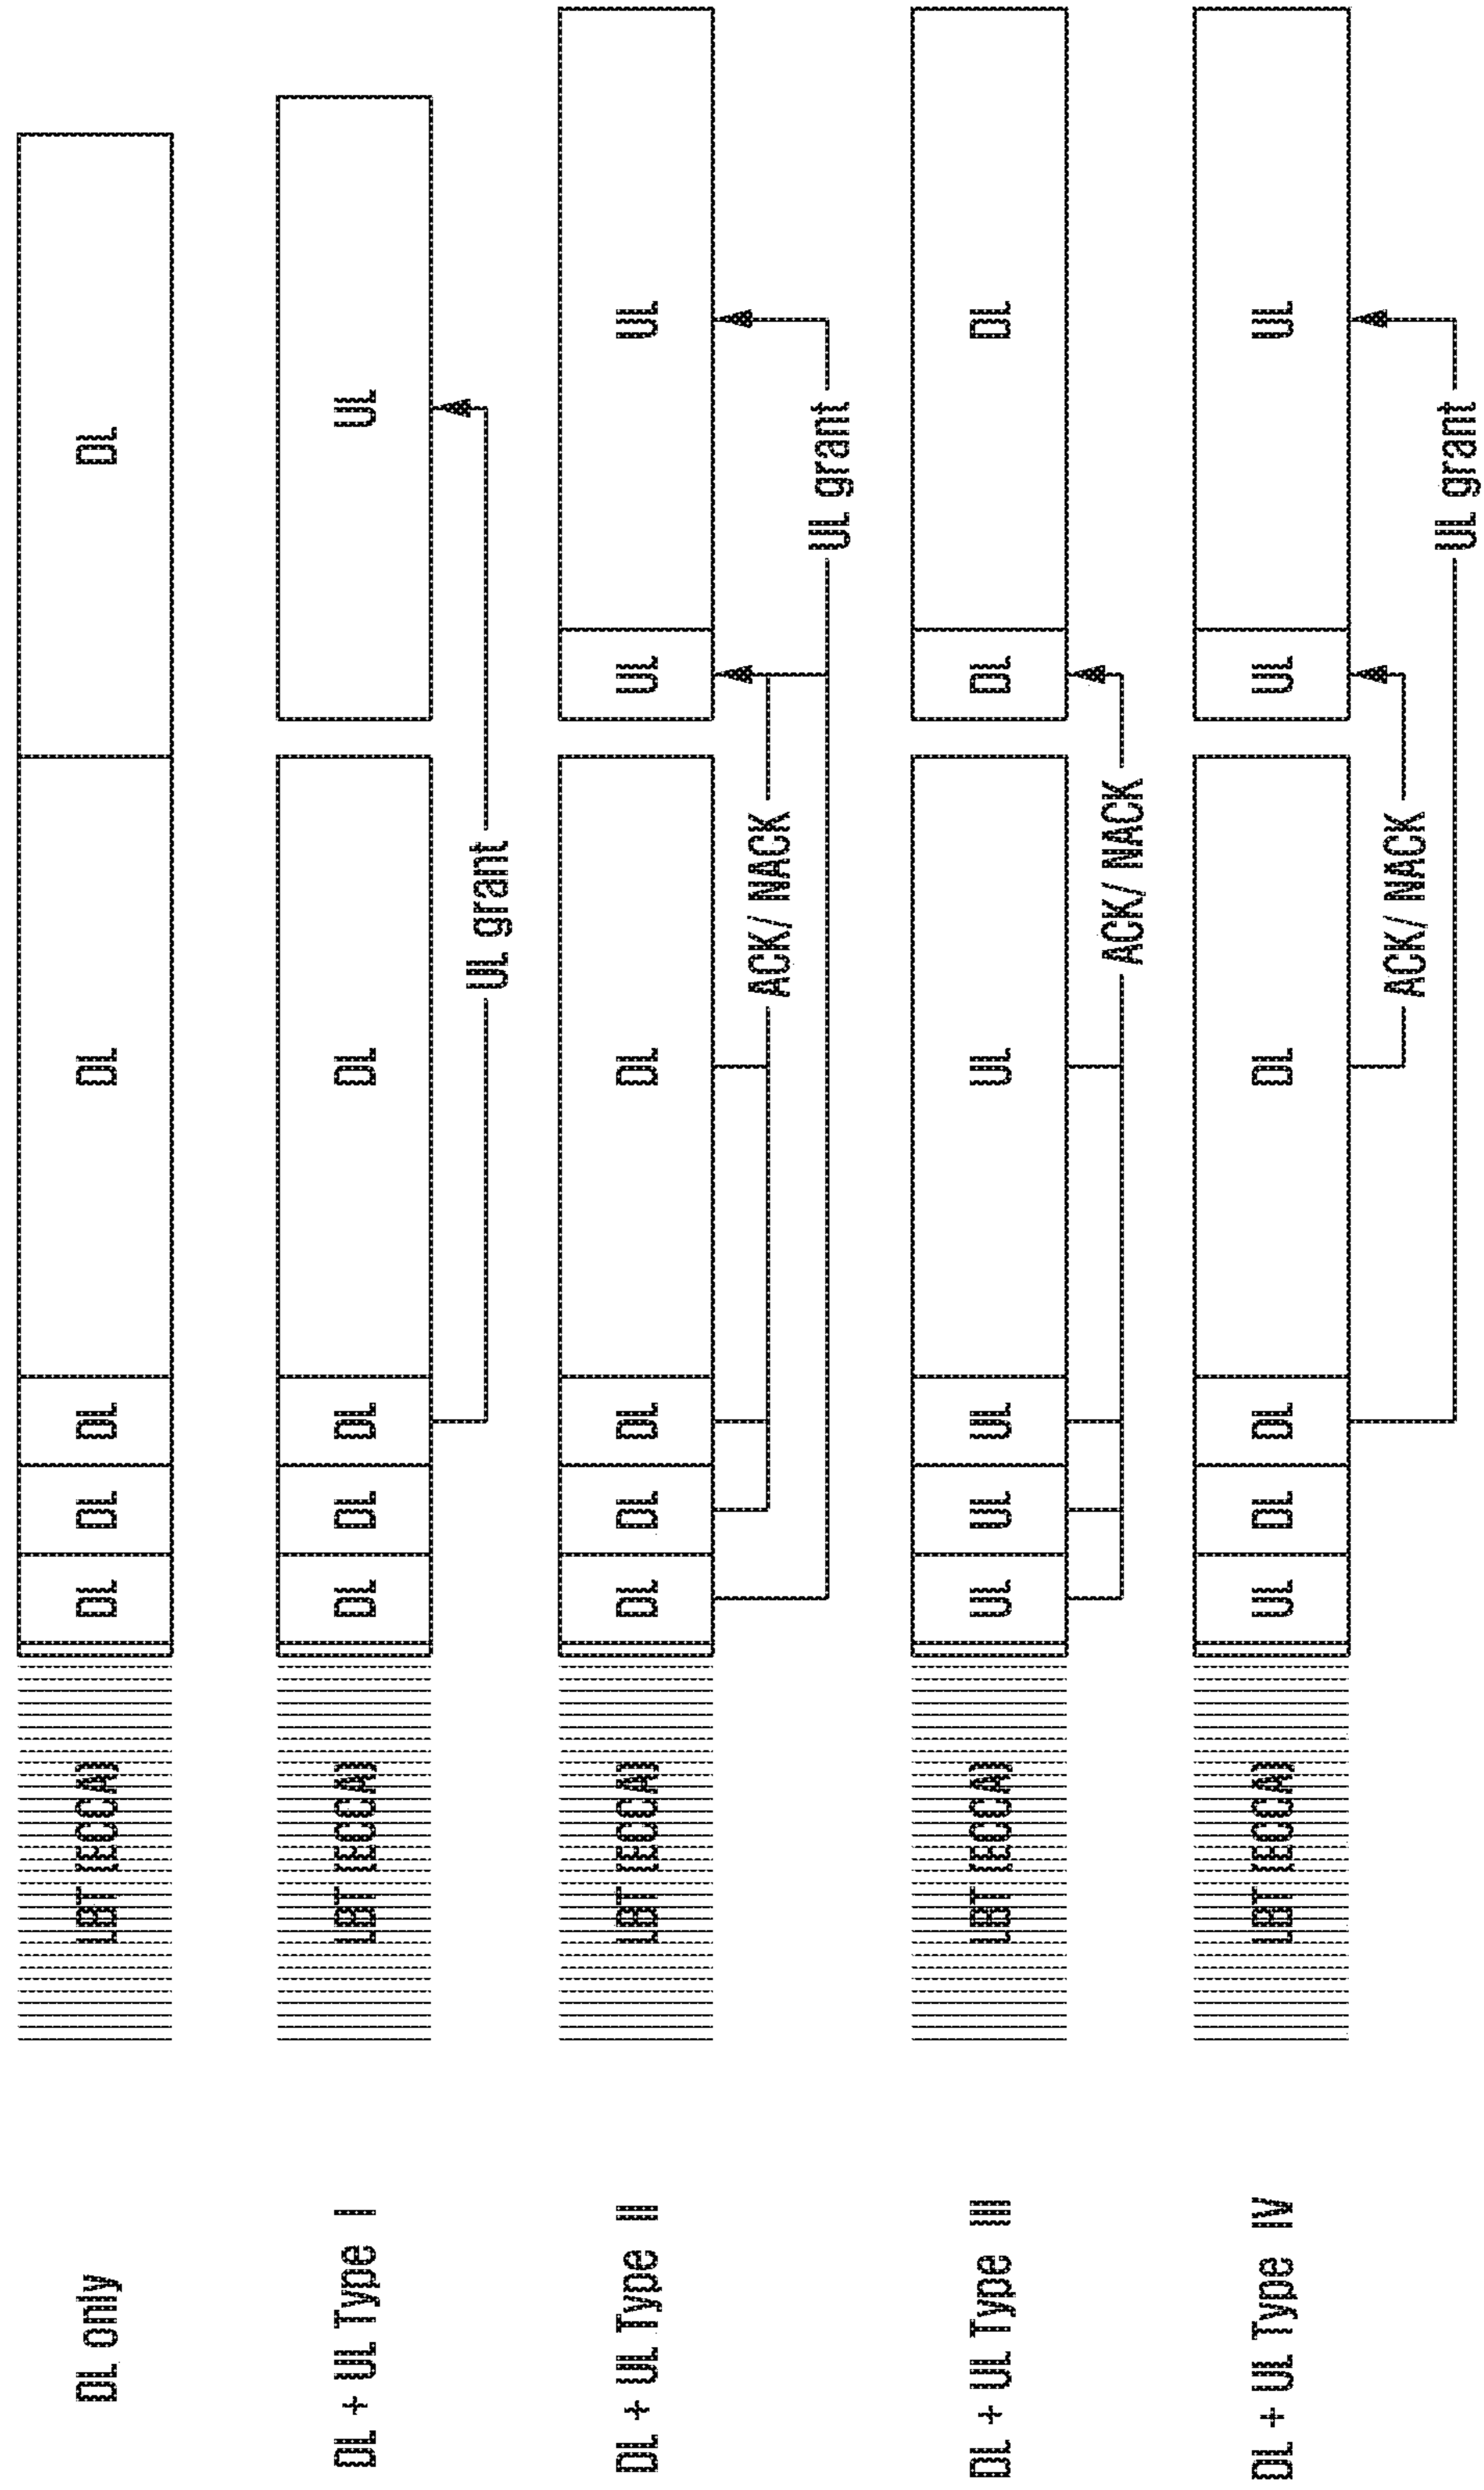 DL only LBT (ECCA) DL DL DL DL DL
DL + UL Type I LBT (ECCA) DL DL DL DL UL
UL grant
DL + UL Type II LBT (ECCA) DL DL DL DL UL UL
ACK/ NACK
UL grant
DL + UL Type III LBT (ECCA) UL UL UL UL DL DL
ACK/ NACK
DL + UL Type IV LBT (ECCA) UL DL DL DL UL UL
ACK/ NACK
UL grant